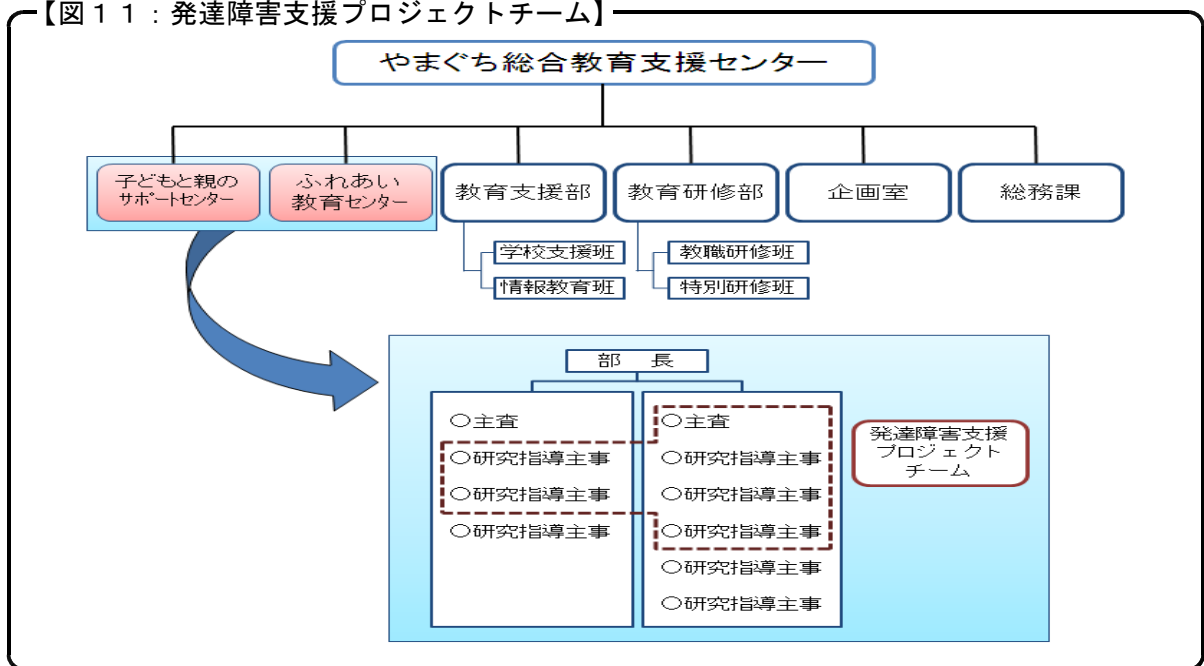 【図11:発達障害支援プロジェクトチーム】
やまぐち総合教育支援センター
子どもと親の
サポートセンター
ふれあい
教育センター
教育支援部
教育研修部
企画室
総務課
学校支援班
情報教育班
教職研修班
特別研修班
部 長
○主査
○研究指導主事
○研究指導主事
○研究指導主事
○主査
○研究指導主事
○研究指導主事
○研究指導主事
○研究指導主事
○研究指導主事
発達障害支援
プロジェクト
チーム